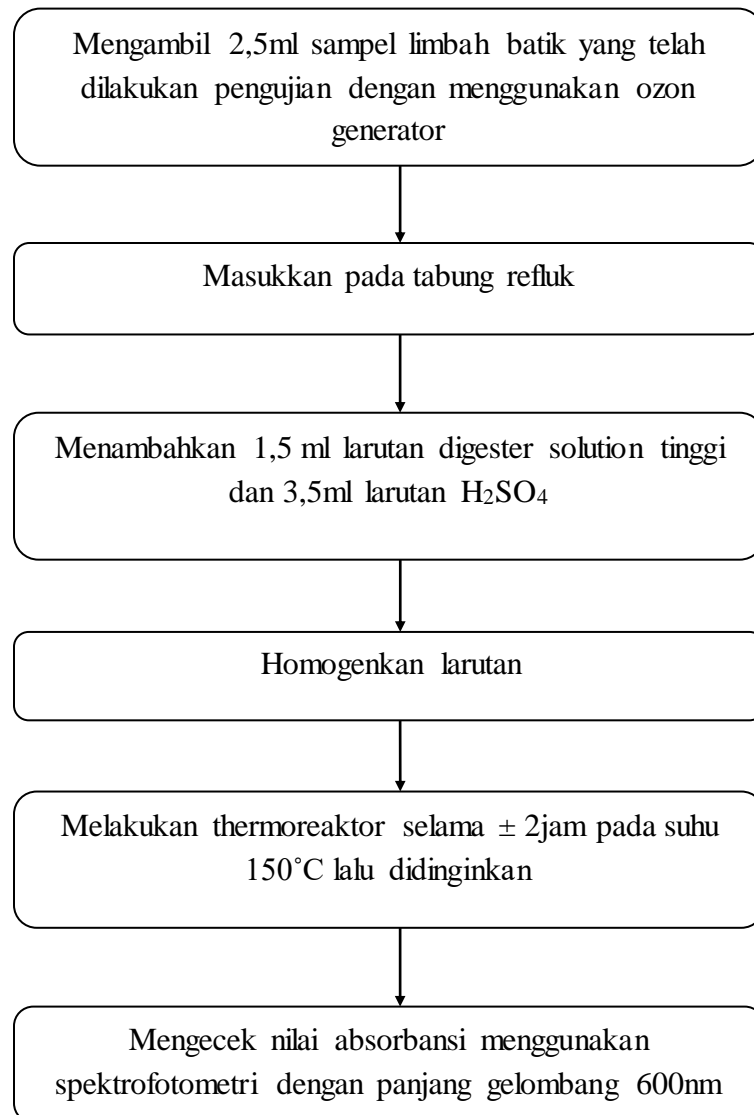 Mengambil 2,5ml sampel limbah batik yang telah
dilakukan pengujian dengan menggunakan ozon
generator
Masukkan pada tabung refluk
Menambahkan 1,5 ml larutan digester solution tinggi
dan 3,5ml larutan H₂SO₄
Homogenkan larutan
Melakukan thermoreaktor selama ± 2jam pada suhu
150˚C lalu didinginkan
Mengecek nilai absorbansi menggunakan
spektrofotometri dengan panjang gelombang 600nm